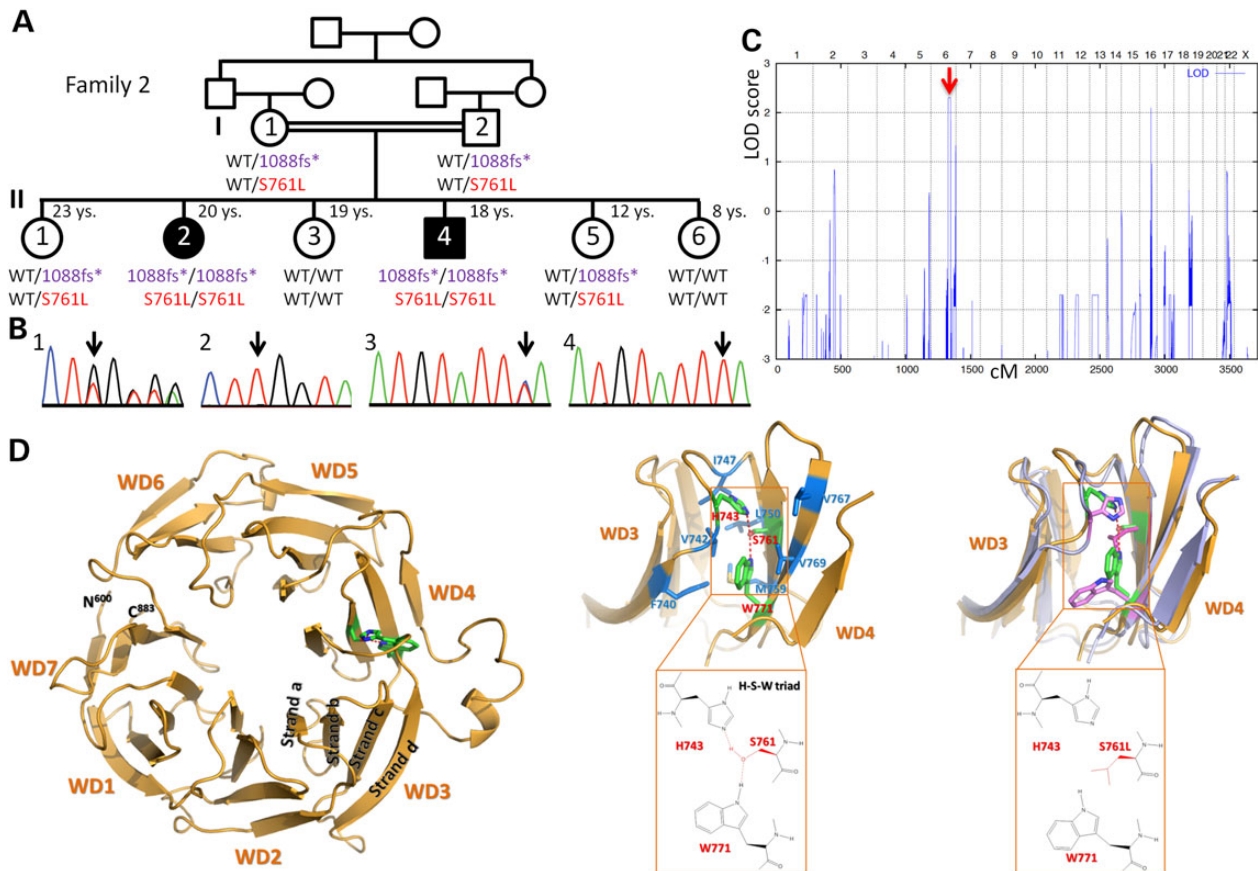 A
Family 2
I
1
2
WT/1088fs*
WT/1088fs*
WT/S761L
WT/S761L
II
23 ys.
20 ys.
19 ys.
18 ys.
12 ys.
8 ys.
1
2
3
4
5
6
WT/1088fs*
1088fs*/1088fs*
WT/WT
1088fs*/1088fs*
WT/1088fs*
WT/WT
WT/S761L
S761L/S761L
WT/WT
S761L/S761L
WT/S761L
WT/WT
B
1
2
3
4
C
1 2 3 4 5 6 7 8 9 10 11 12 13 14 15 16 17 18 19 20 21 22 X
LOD
LOD score
3
2
1
0
-1
-2
-3
0 500 1000 1500 2000 2500 3000 3500
cM
D
WD6
WD5
WD4
N600
C883
WD7
Strand a
Strand b
Strand c
Strand d
WD1
WD3
WD2
I747
V767
H743
L750
WD3
S761
V742
V769
F740
M759
W771
WD4
H-S-W triad
H743
S761
W771
WD3
WD4
H743
S761L
W771